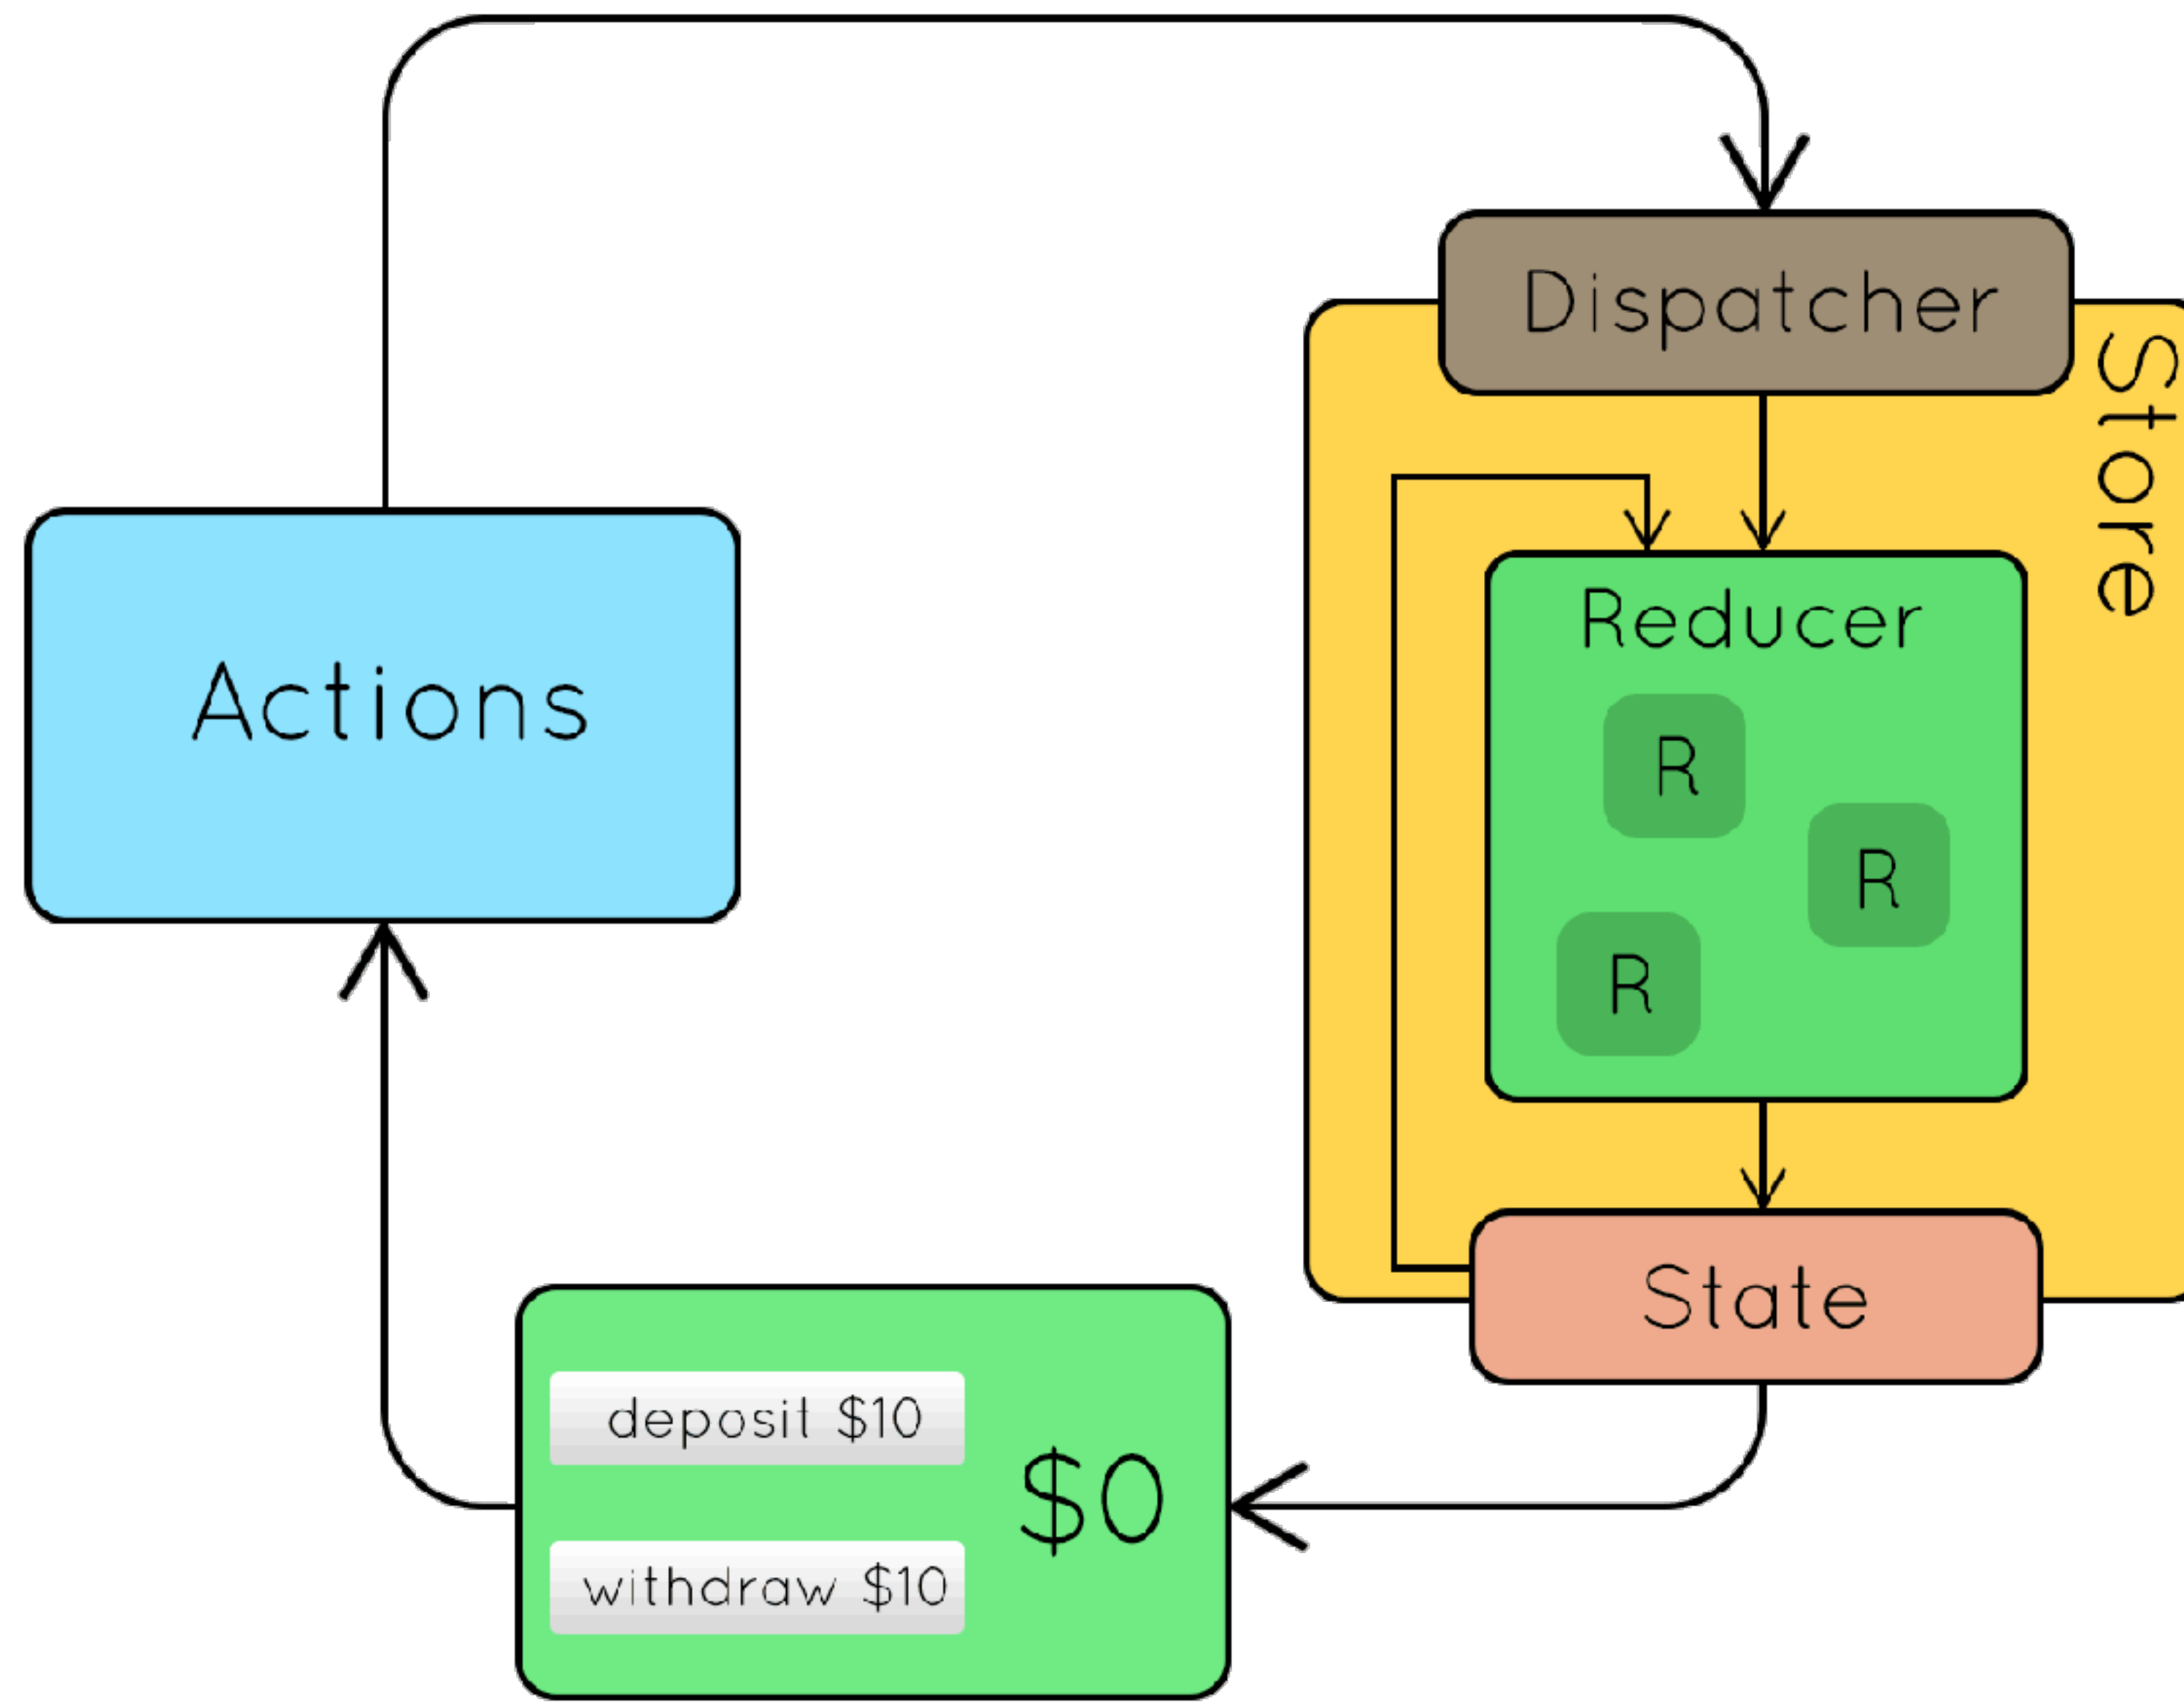 Dispatcher
Store
Reducer
Actions
R
R
R
State
deposit $10
$0
withdraw $10